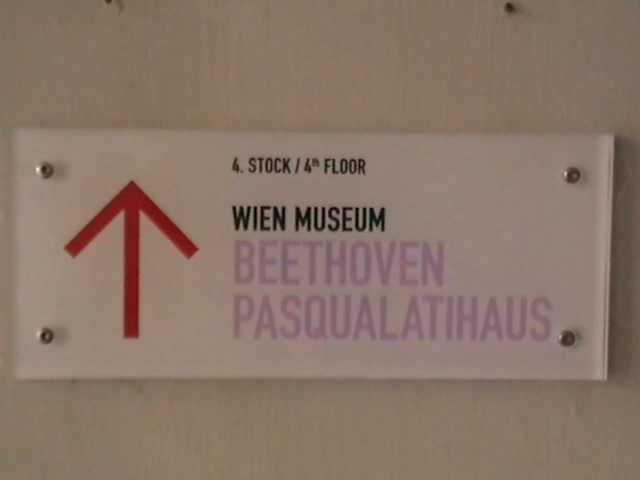 4. STOCK / 4th FLOOR
WIEN MUSEUM
BEETHOVEN
PASQUALATIHAUS